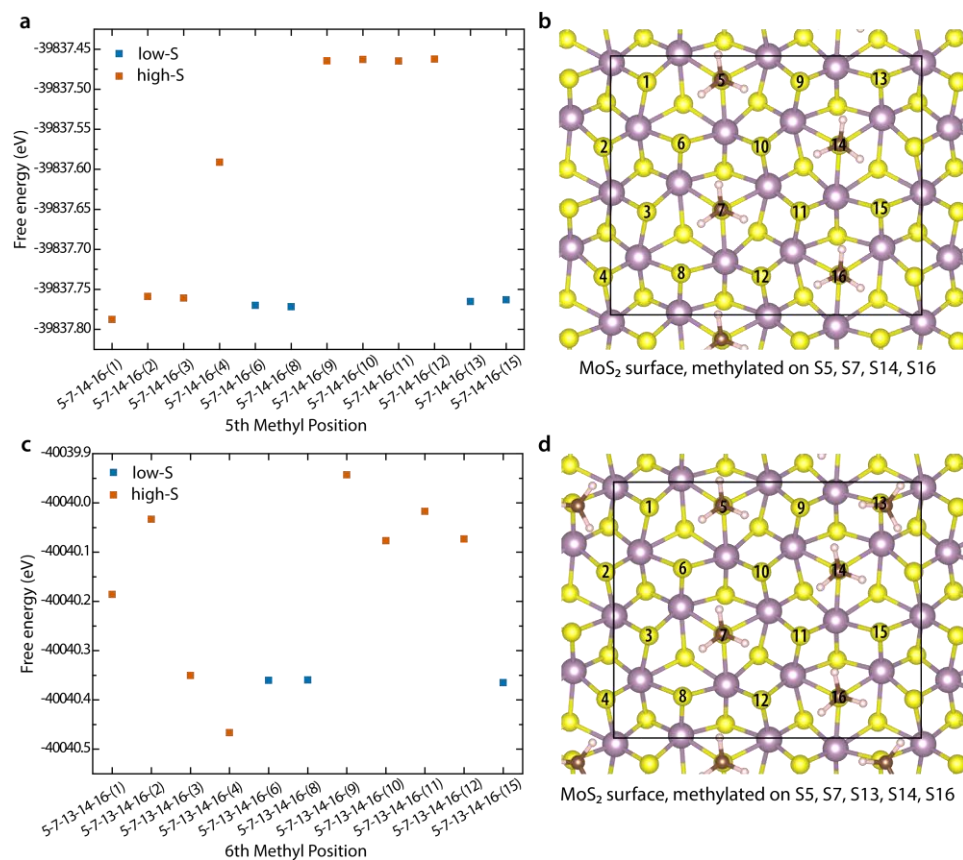 a
low-S
high-S
Free energy (eV)
-39837.45
-39837.50
-39837.55
-39837.60
-39837.65
-39837.70
-39837.75
-39837.80
5-7-14-16-(1)
5-7-14-16-(2)
5-7-14-16-(3)
5-7-14-16-(4)
5-7-14-16-(6)
5-7-14-16-(8)
5-7-14-16-(9)
5-7-14-16-(10)
5-7-14-16-(11)
5-7-14-16-(12)
5-7-14-16-(13)
5-7-14-16-(15)
5th Methyl Position
b
1 5 9 13
2 6 10 14
3 7 11 15
4 8 12 16
MoS₂ surface, methylated on S5, S7, S14, S16
c
low-S
high-S
Free energy (eV)
-40039.9
-40040.0
-40040.1
-40040.2
-40040.3
-40040.4
-40040.5
5-7-13-14-16-(1)
5-7-13-14-16-(2)
5-7-13-14-16-(3)
5-7-13-14-16-(4)
5-7-13-14-16-(6)
5-7-13-14-16-(8)
5-7-13-14-16-(9)
5-7-13-14-16-(10)
5-7-13-14-16-(11)
5-7-13-14-16-(12)
5-7-13-14-16-(15)
6th Methyl Position
d
1 5 9 13
2 6 10 14
3 7 11 15
4 8 12 16
MoS₂ surface, methylated on S5, S7, S13, S14, S16